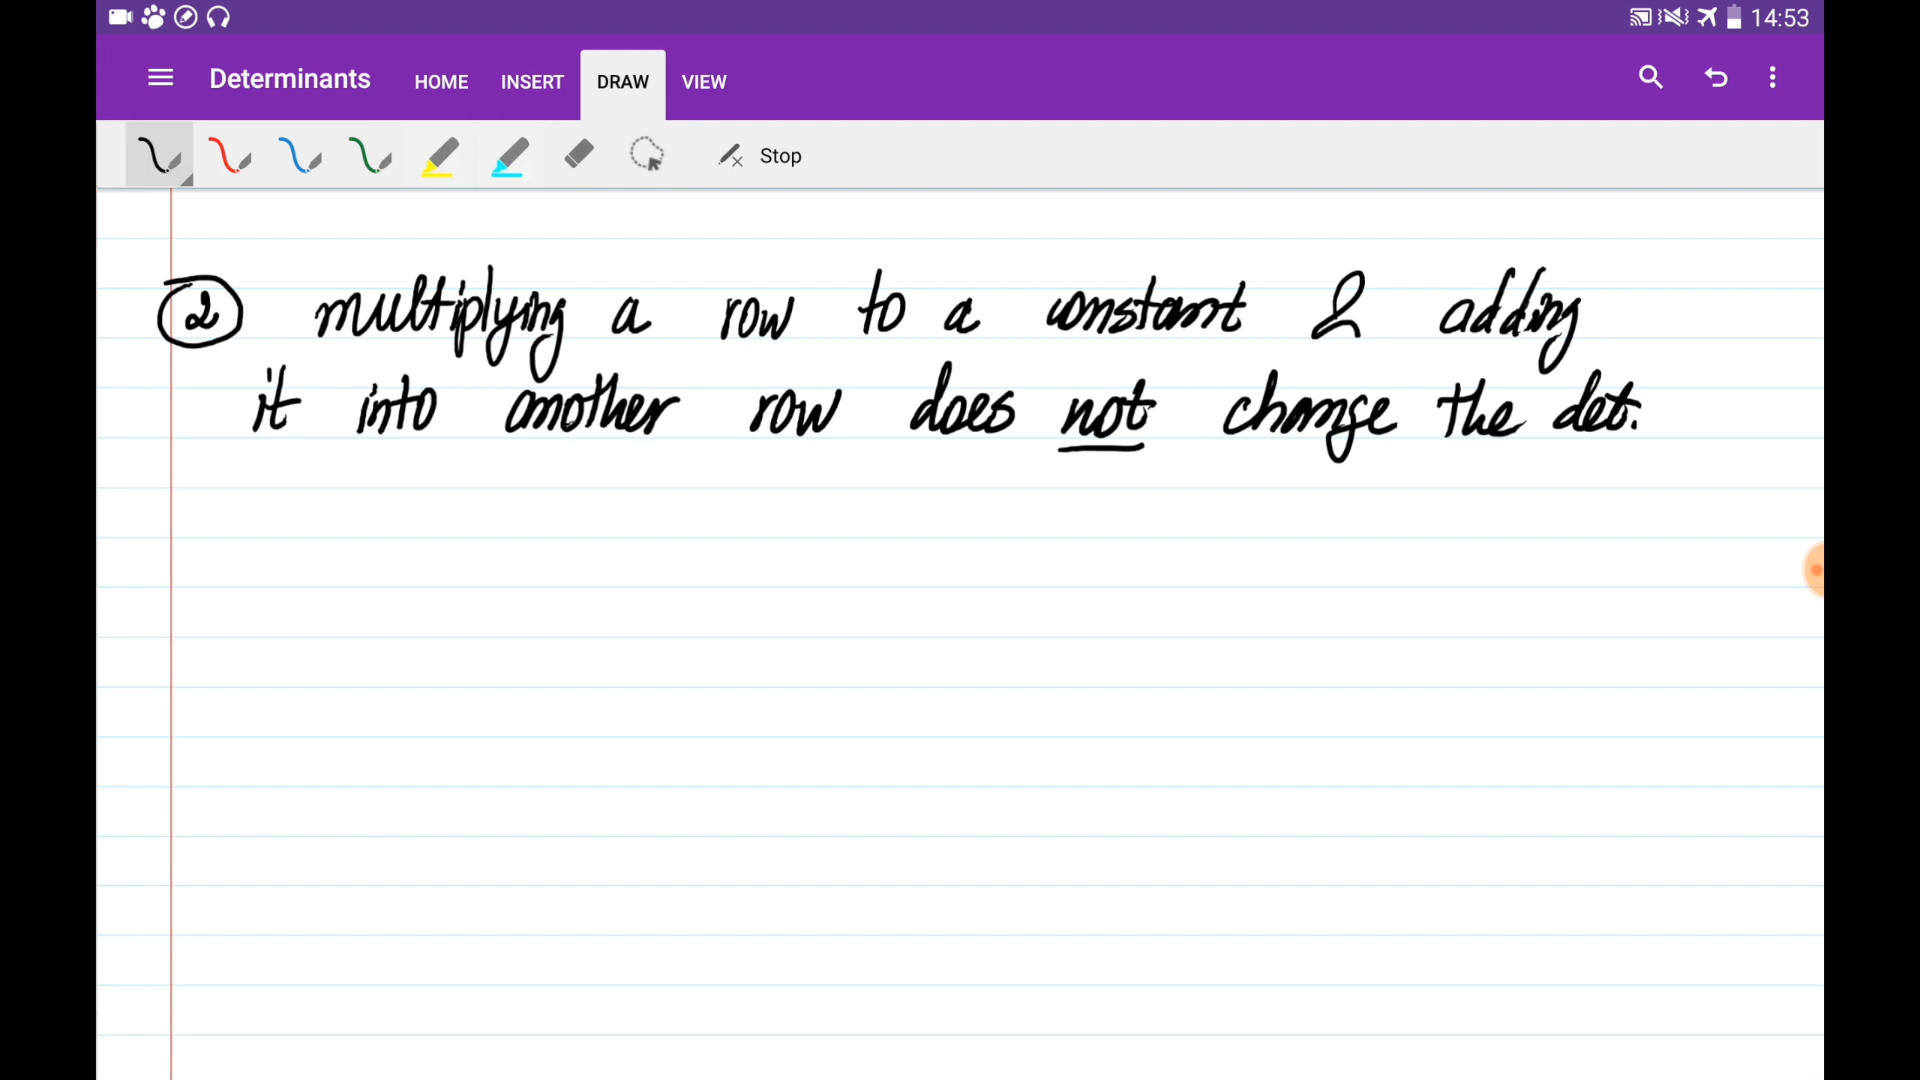 14:53
Determinants HOME INSERT DRAW VIEW
Stop
② multiplying a row to a constant & adding
it into another row does not change the det.